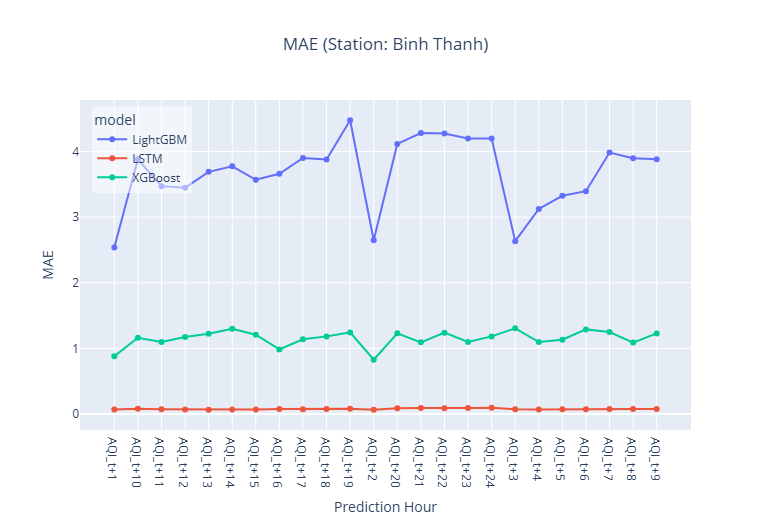 MAE (Station: Binh Thanh)
model
LightGBM
LSTM
XGBoost
MAE
4
3
2
1
0
AQI_t+1
AQI_t+10
AQI_t+11
AQI_t+12
AQI_t+13
AQI_t+14
AQI_t+15
AQI_t+16
AQI_t+17
AQI_t+18
AQI_t+19
AQI_t+2
AQI_t+20
AQI_t+21
AQI_t+22
AQI_t+23
AQI_t+24
AQI_t+3
AQI_t+4
AQI_t+5
AQI_t+6
AQI_t+7
AQI_t+8
AQI_t+9
Prediction Hour